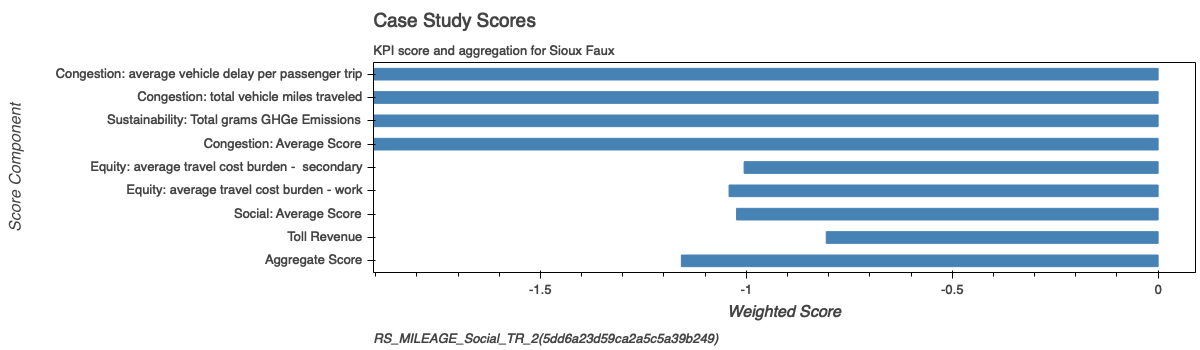 Case Study Scores
KPI score and aggregation for Sioux Faux
Score Component
Congestion: average vehicle delay per passenger trip
Congestion: total vehicle miles traveled
Sustainability: Total grams GHGe Emissions
Congestion: Average Score
Equity: average travel cost burden -  secondary
Equity: average travel cost burden - work
Social: Average Score
Toll Revenue
Aggregate Score
-1.5 -1 -0.5 0
Weighted Score
RS_MILEAGE_Social_TR_2(5dd6a23d59ca2a5c5a39b249)